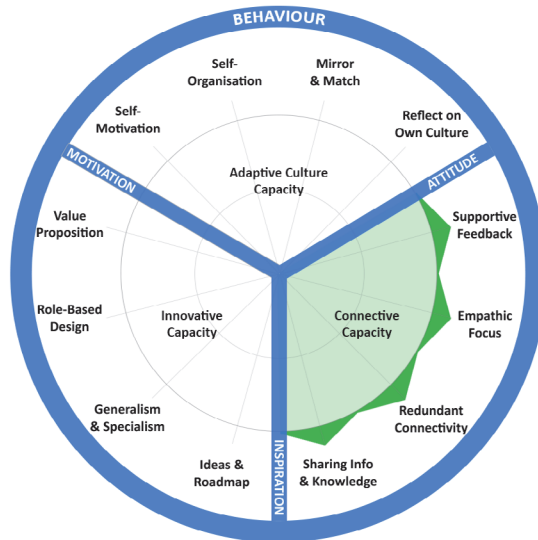 BEHAVIOUR
Self-
Organisation
Mirror
& Match
Self-
Motivation
Reflect on
Own Culture
MOTIVATION
ATTITUDE
Adaptive Culture
Capacity
Value
Proposition
Supportive
Feedback
Role-Based
Design
Innovative
Capacity
Connective
Capacity
Empathic
Focus
Generalism
& Specialism
Redundant
Connectivity
Ideas &
Roadmap
INSPIRATION
Sharing Info
& Knowledge